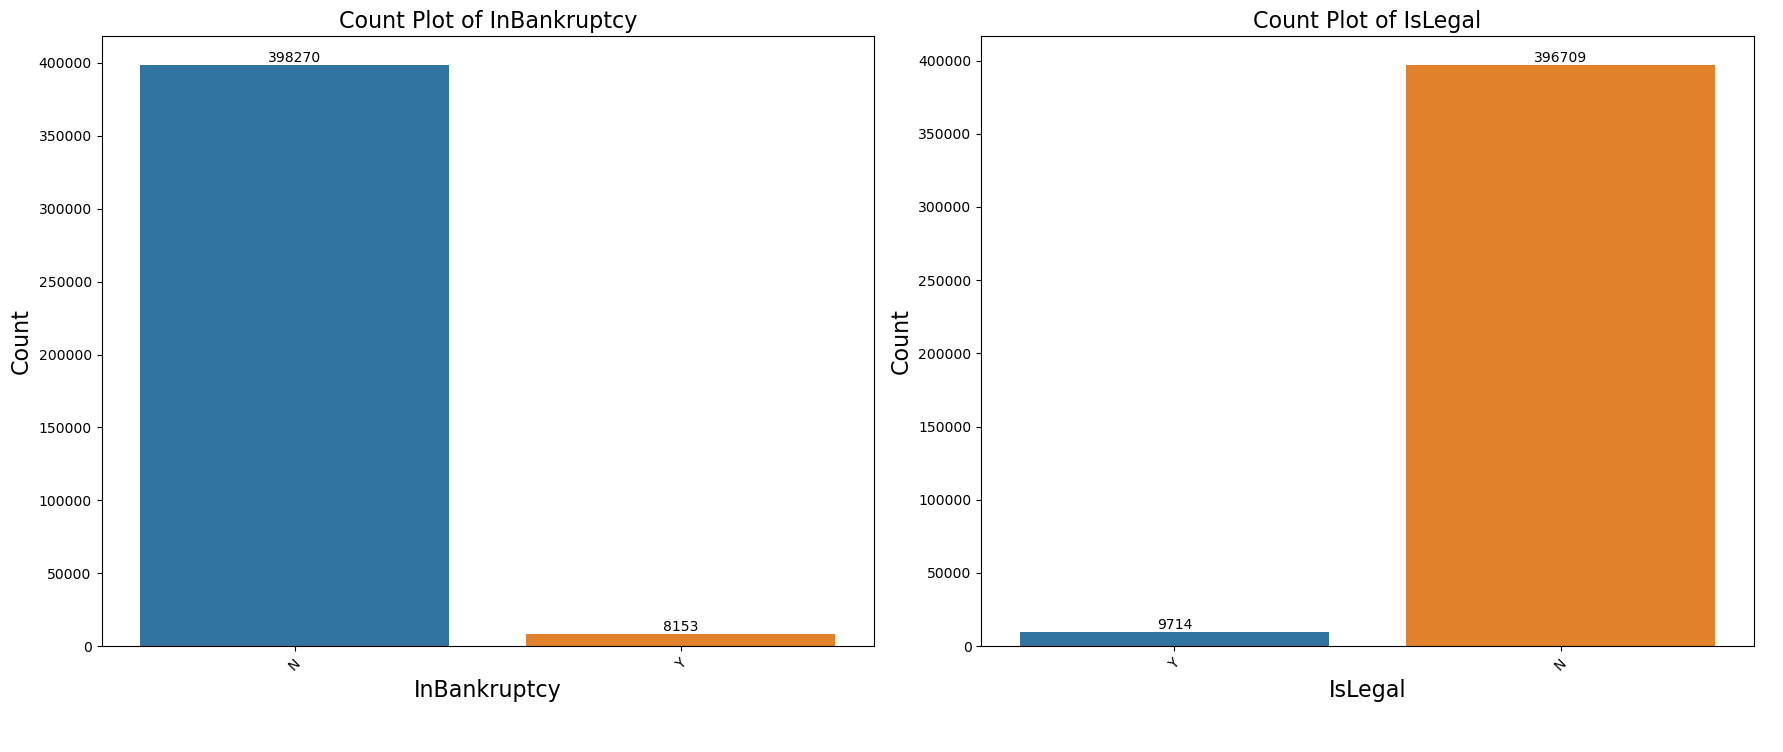 Count Plot of InBankruptcy
398270
400000
350000
300000
250000
200000
150000
100000
50000
0
Count
8153
N
Y
InBankruptcy
Count Plot of IsLegal
396709
400000
350000
300000
250000
200000
150000
100000
50000
0
Count
9714
Y
N
IsLegal